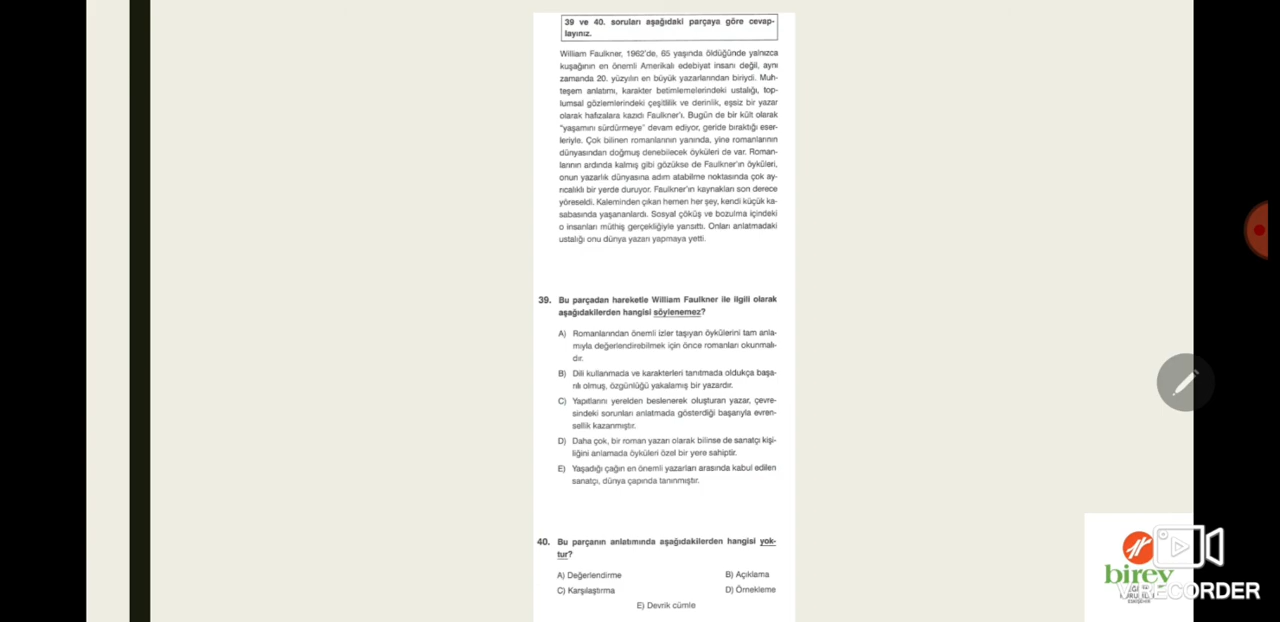 39 ve 40. soruları aşağıdaki parçaya göre cevap-
layınız.
William Faulkner, 1962'de, 65 yaşında öldüğünde yalnızca
kuşağının en önemli Amerikalı edebiyat insanı değil, aynı
zamanda 20. yüzyılın en büyük yazarlarından biriydi. Muh-
teşem anlatımı, karakter betimlemelerindeki ustalığı, top-
lumsal gözlemlerindeki çeşitlilik ve derinlik, eşsiz bir yazar
olarak hafızalara kazıdı Faulkner'ı. Bugün de bir kült olarak
"yaşamını sürdürmeye" devam ediyor, geride bıraktığı eser-
leriyle. Çok bilinen romanlarının yanında, yine romanlarının
dünyasından doğmuş denebilecek öyküleri de var. Roman-
larının ardında kalmış gibi gözükse de Faulkner'ın öyküleri,
onun yazarlık dünyasına adım atabilme noktasında çok ay-
rıcalıklı bir yerde duruyor. Faulkner'ın kaynakları son derece
yöreseldi. Kaleminden çıkan hemen her şey, kendi küçük ka-
sabasında yaşananlardı. Sosyal çöküş ve bozulma içindeki
o insanları müthiş gerçekliğiyle yansıttı. Onları anlatmadaki
ustalığı onu dünya yazarı yapmaya yetti.
39. Bu parçadan hareketle William Faulkner ile ilgili olarak
aşağıdakilerden hangisi söylenemez?
A) Romanlarından önemli izler taşıyan öykülerini tam anla-
mıyla değerlendirebilmek için önce romanları okunmalı-
dır.
B) Dili kullanmada ve karakterleri tanıtmada oldukça başa-
rılı olmuş, özgünlüğü yakalamış bir yazardır.
C) Yapıtlarını yerelden beslenerek oluşturan yazar, çevre-
sindeki sorunları anlatmada gösterdiği başarıyla evren-
sellik kazanmıştır.
D) Daha çok, bir roman yazarı olarak bilinse de sanatçı kişi-
liğini anlamada öyküleri özel bir yere sahiptir.
E) Yaşadığı çağın en önemli yazarları arasında kabul edilen
sanatçı, dünya çapında tanınmıştır.
40. Bu parçanın anlatımında aşağıdakilerden hangisi yok-
tur?
A) Değerlendirme B) Açıklama
C) Karşılaştırma D) Örnekleme
E) Devrik cümle
birey
RECORDER